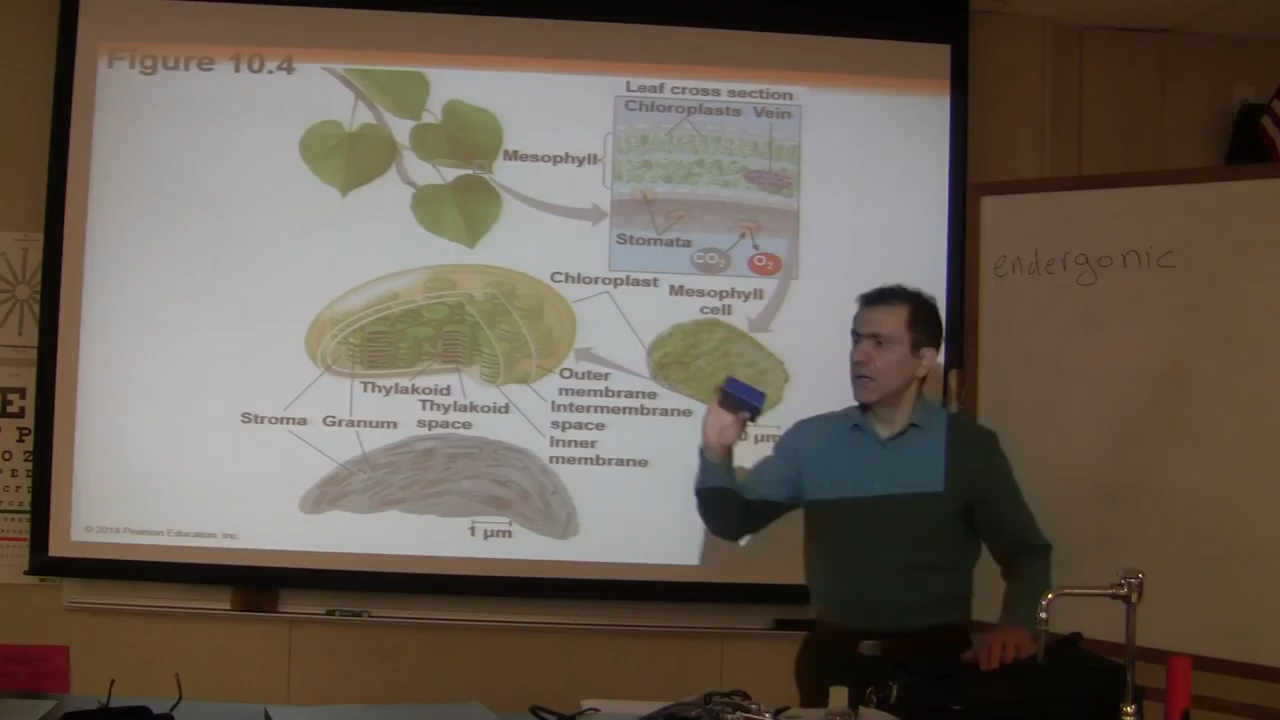 Figure 10.4
Leaf cross section
Chloroplasts Vein
Mesophyll
Stomata
CO₂
O₂
Chloroplast
Mesophyll
cell
Outer
membrane
Thylakoid
Thylakoid
space
Intermembrane
space
Stroma Granum
Inner
membrane
µm
1 µm
© 2014 Pearson Education, Inc.
endergonic
E